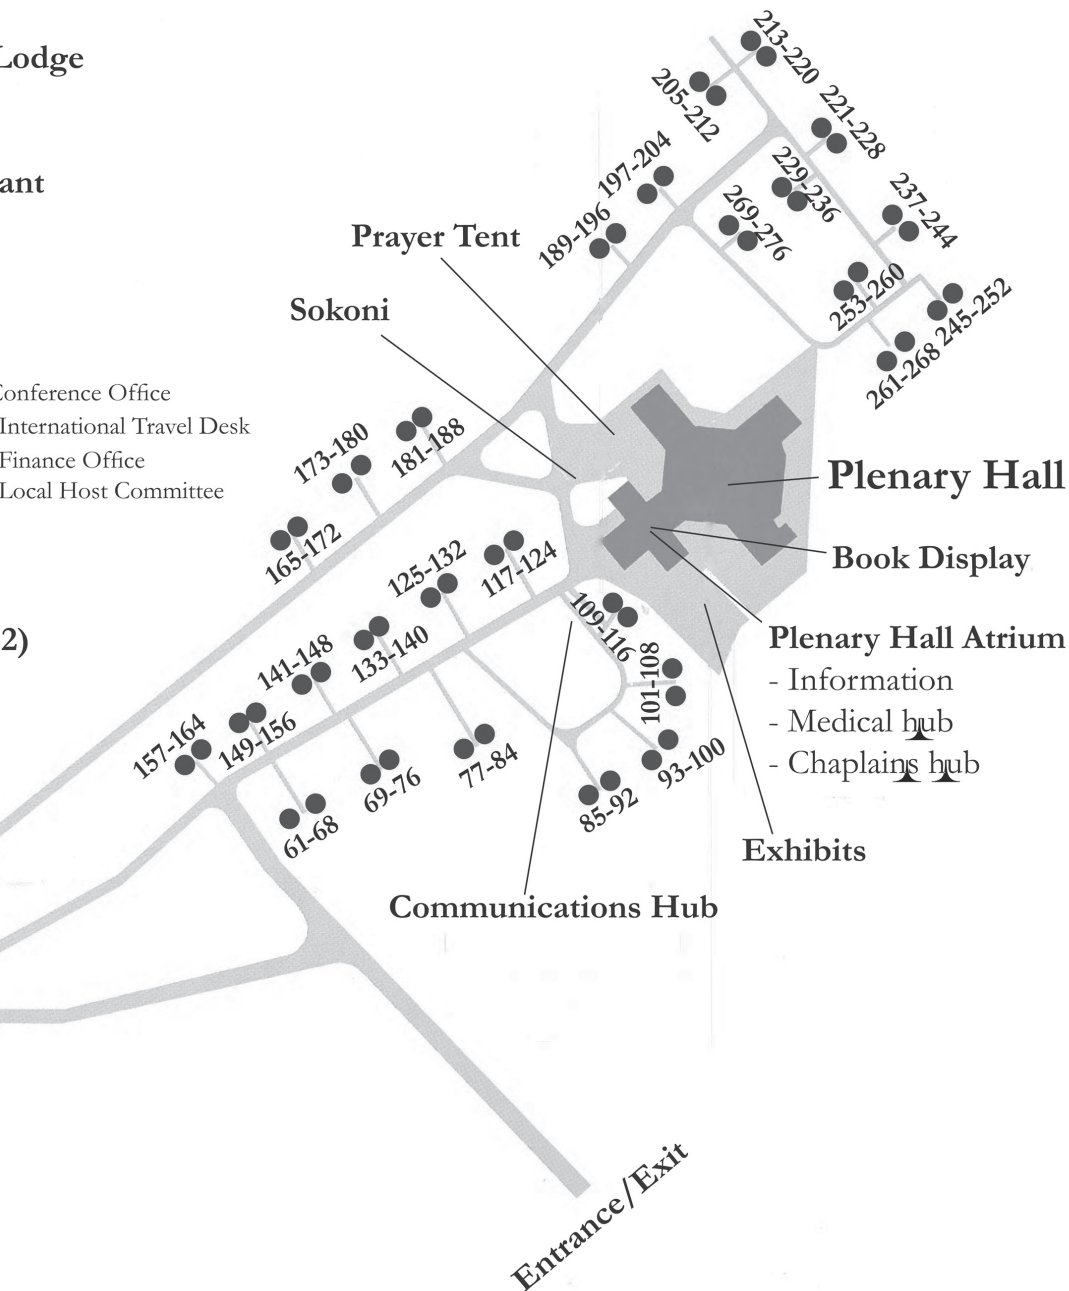 Lodge
ant
Conference Office
International Travel Desk
Finance Office
Local Host Committee
2)
213-220
205-212
221-228
197-204
229-236
237-244
269-276
189-196
Prayer Tent
253-260
245-252
Sokoni
261-268
181-188
173-180
Plenary Hall
165-172
125-132
117-124
Book Display
109-116
Plenary Hall Atrium
- Information
- Medical hub
- Chaplains hub
133-140
141-148
101-108
149-156
157-164
77-84
93-100
69-76
85-92
61-68
Exhibits
Communications Hub
Entrance/Exit